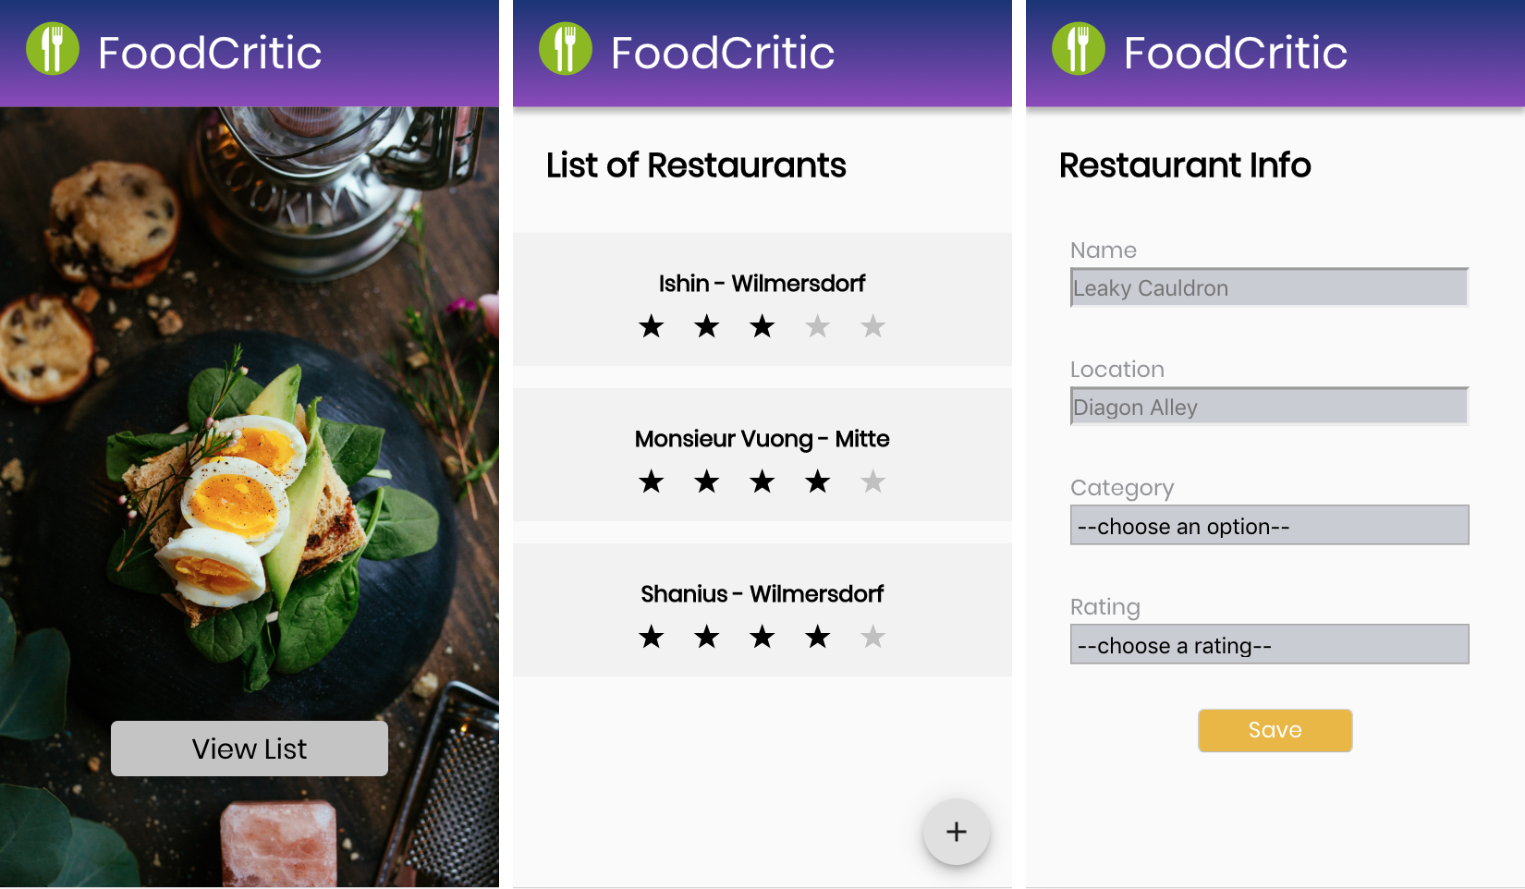 FoodCritic
BROOKLYN
View List
FoodCritic
List of Restaurants
Ishin - Wilmersdorf
Monsieur Vuong - Mitte
Shanius - Wilmersdorf
+
FoodCritic
Restaurant Info
Name
Leaky Cauldron
Location
Diagon Alley
Category
--choose an option--
Rating
--choose a rating--
Save